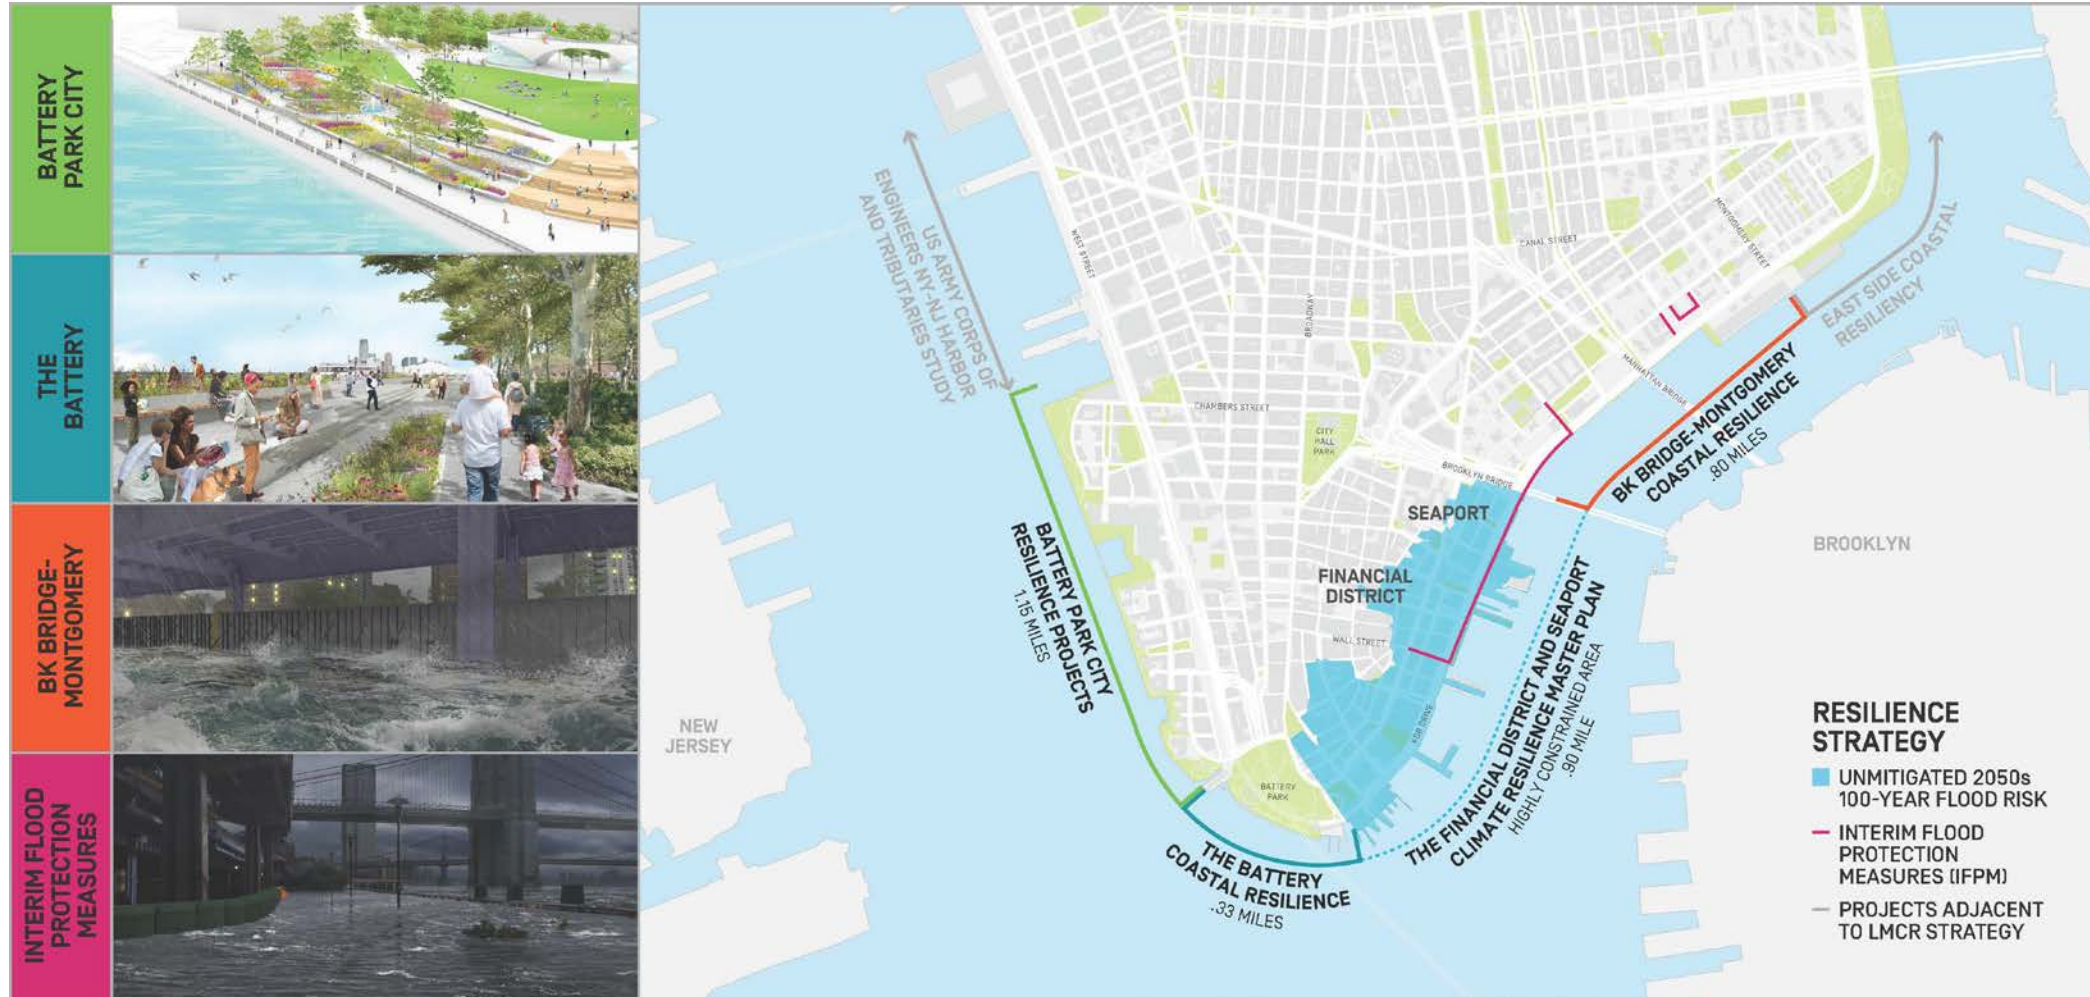 BATTERY
PARK CITY
THE
BATTERY
BK BRIDGE-
MONTGOMERY
INTERIM FLOOD
PROTECTION
MEASURES
US ARMY CORPS OF
ENGINEERS NY-NJ HARBOR
AND TRIBUTARIES STUDY
WEST STREET
BROADWAY
CANAL STREET
MONTGOMERY STREET
EAST SIDE COASTAL
RESILIENCY
MANHATTAN BRIDGE
BK BRIDGE-MONTGOMERY
COASTAL RESILIENCE
.80 MILES
CHAMBERS STREET
CITY
HALL
PARK
BROOKLYN BRIDGE
SEAPORT
FINANCIAL
DISTRICT
WALL STREET
FDR DRIVE
BATTERY
PARK
BATTERY PARK CITY
RESILIENCE PROJECTS
1.15 MILES
THE BATTERY
COASTAL RESILIENCE
.33 MILES
THE FINANCIAL DISTRICT AND SEAPORT
CLIMATE RESILIENCE MASTER PLAN
HIGHLY CONSTRAINED AREA
.90 MILE
NEW
JERSEY
BROOKLYN
RESILIENCE
STRATEGY
UNMITIGATED 2050s
100-YEAR FLOOD RISK
INTERIM FLOOD
PROTECTION
MEASURES (IFPM)
PROJECTS ADJACENT
TO LMCR STRATEGY